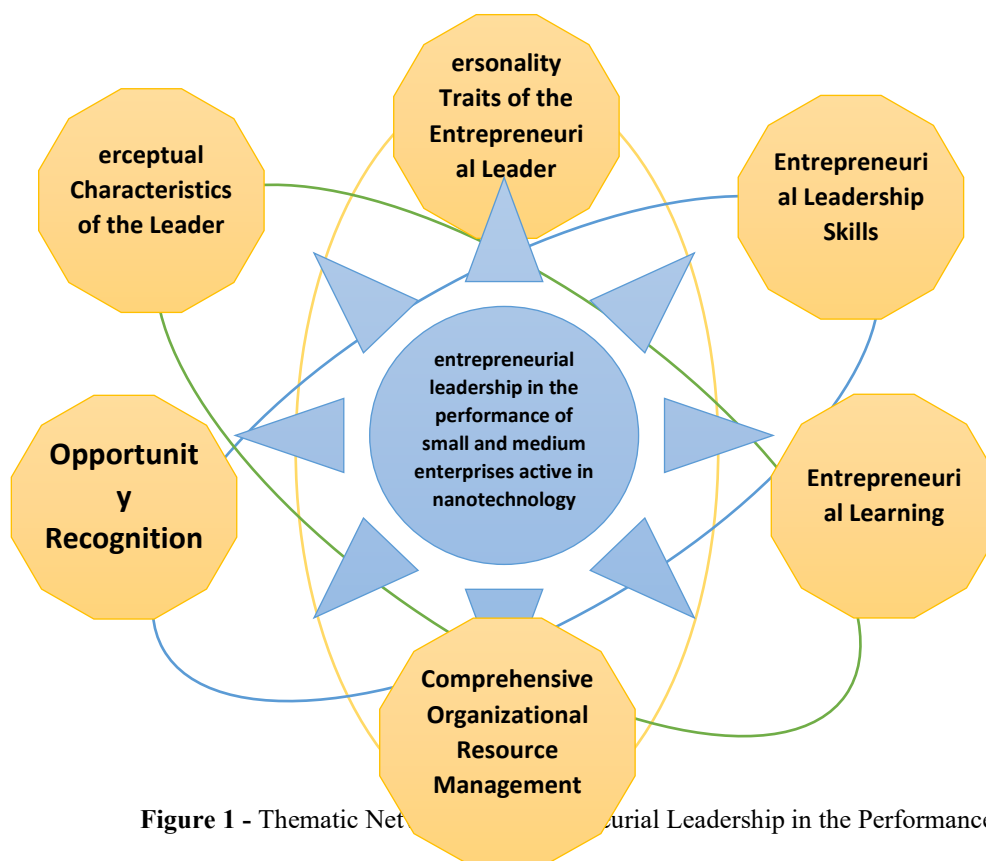 ersonality
Traits of the
Entrepreneuri
al Leader
erceptual
Characteristics
of the Leader
Entrepreneuri
al Leadership
Skills
entrepreneurial
leadership in the
performance of
small and medium
enterprises active in
nanotechnology
Opportunit
y
Recognition
Entrepreneuri
al Learning
Comprehensive
Organizational
Resource
Management
Figure 1 - Thematic Net eurial Leadership in the Performance